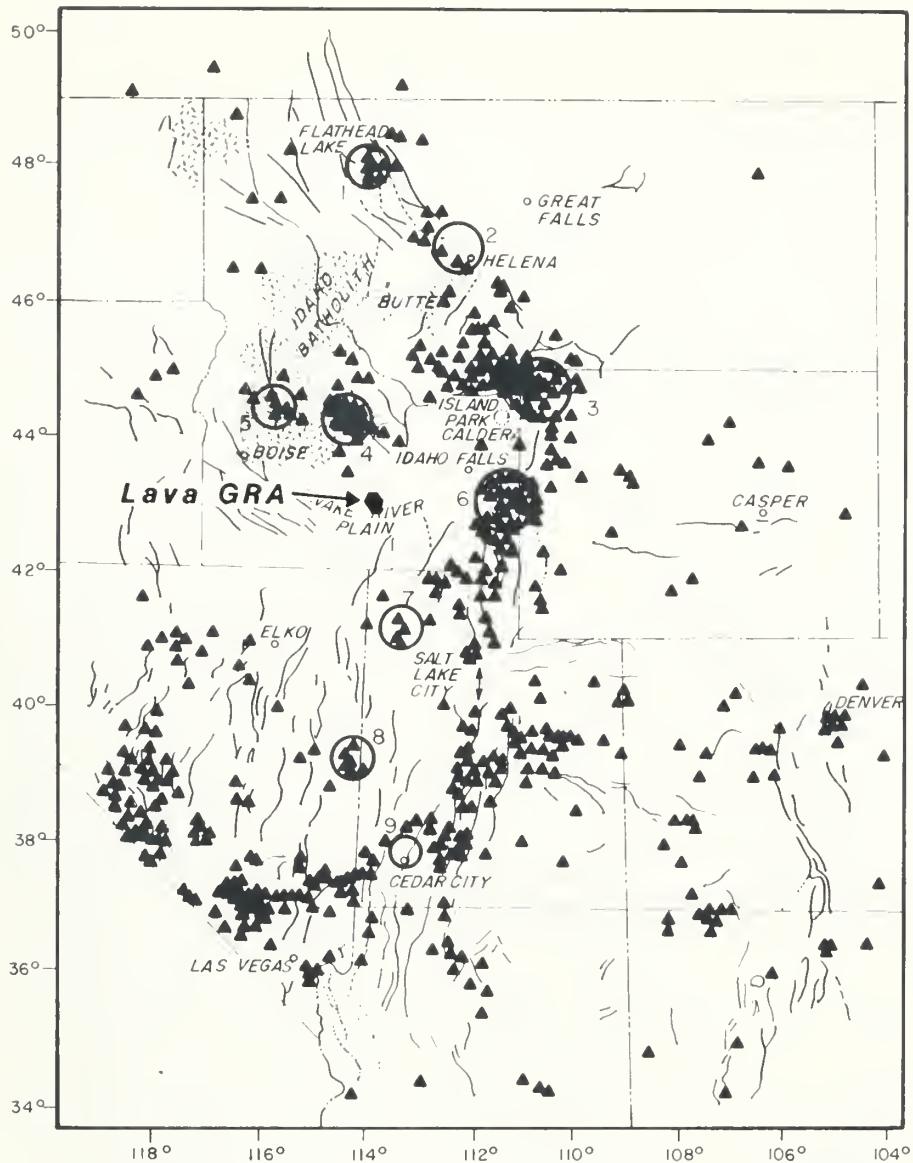 50°
48°
46°
44°
42°
40°
38°
36°
34°
118°
116°
114°
112°
110°
108°
106°
104°
FLATHEAD
LAKE
GREAT
FALLS
2
HELENA
IDAHO
BATHOLITH
BUTTE
ISLAND
PARK
CALDER
3
5
BOISE
4
IDAHO FALLS
Lava GRA
RIVER
PLAIN
6
CASPER
7
ELKO
SALT
LAKE
CITY
DENVER
8
9
CEDAR CITY
LAS VEGAS